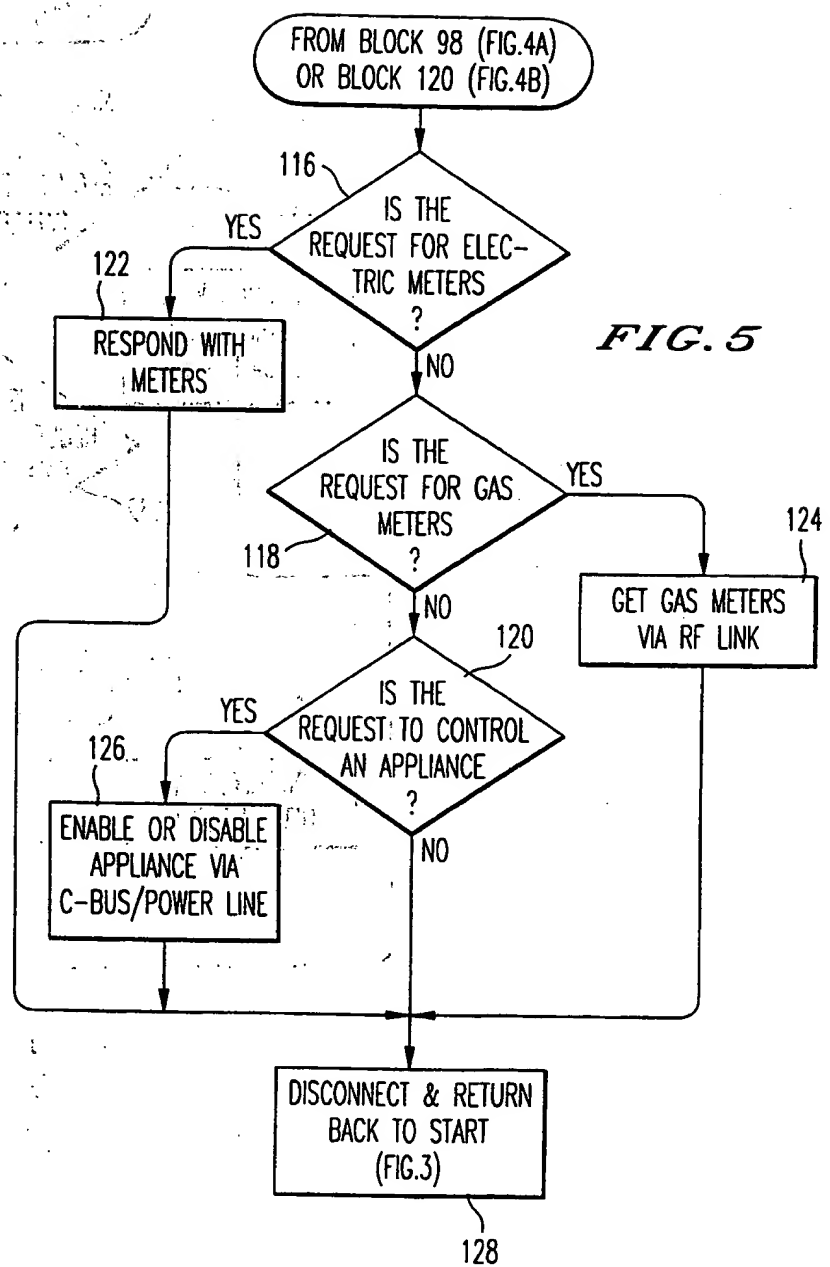 FROM BLOCK 98 (FIG.4A)
OR BLOCK 120 (FIG.4B)
116
IS THE
REQUEST FOR ELEC-
TRIC METERS
?
YES
NO
122
RESPOND WITH
METERS
FIG. 5
IS THE
REQUEST FOR GAS
METERS
?
YES
118
NO
124
GET GAS METERS
VIA RF LINK
120
IS THE
REQUEST TO CONTROL
AN APPLIANCE
?
YES
NO
126
ENABLE OR DISABLE
APPLIANCE VIA
C-BUS/POWER LINE
DISCONNECT & RETURN
BACK TO START
(FIG.3)
128